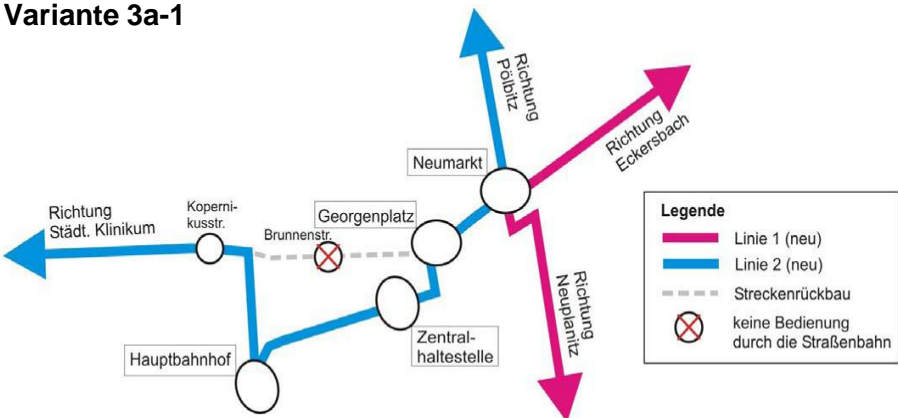 Variante 3a-1
Richtung
Pölbitz
Richtung
Eckersbach
Neumarkt
Richtung
Städt. Klinikum
Koperni-
kusstr.
Georgenplatz
Brunnenstr.
Hauptbahnhof
Zentral-
haltestelle
Richtung
Neuplanitz
Legende
Linie 1 (neu)
Linie 2 (neu)
Streckenrückbau
keine Bedienung
durch die Straßenbahn